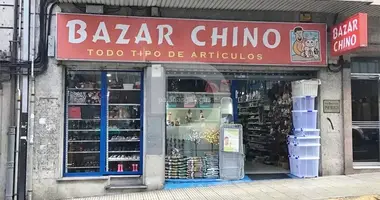 BAZAR CHINO
TODO TIPO DE ARTÍCULOS
BAZAR
CHINO